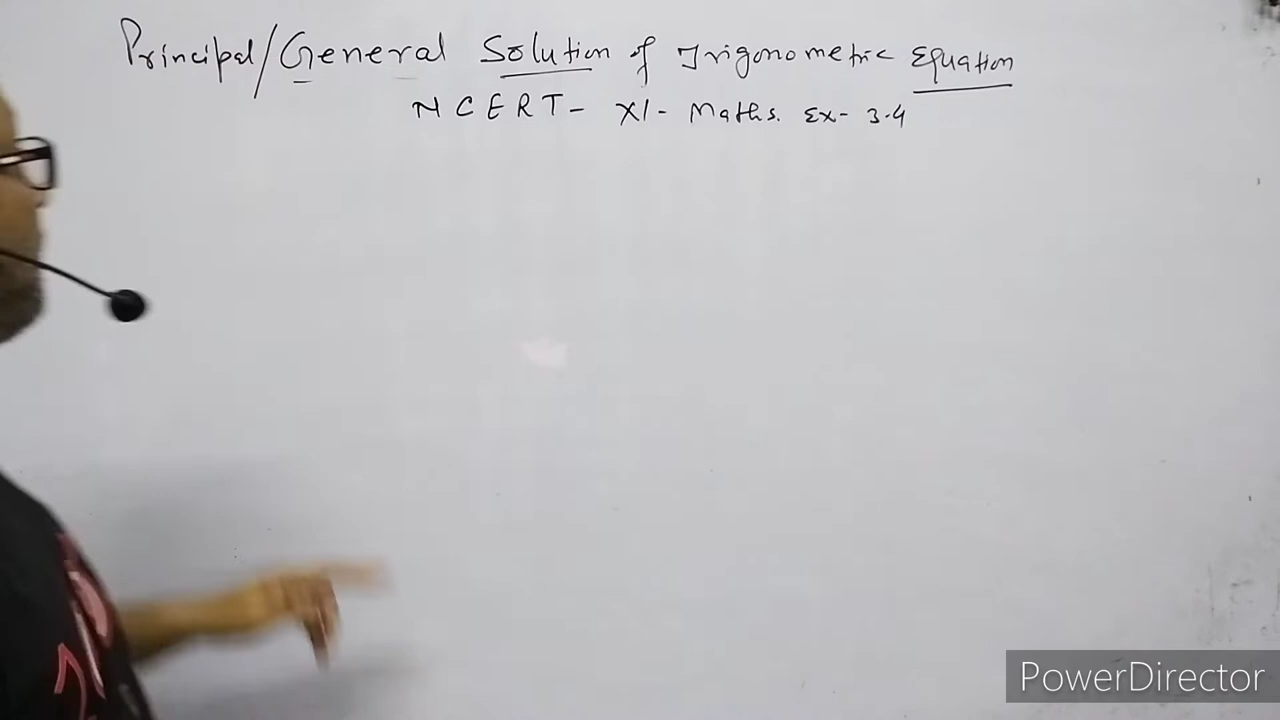 Principal/General Solution of Trigonometric Equation
NCERT- XI- Maths. Ex- 3.4
PowerDirector